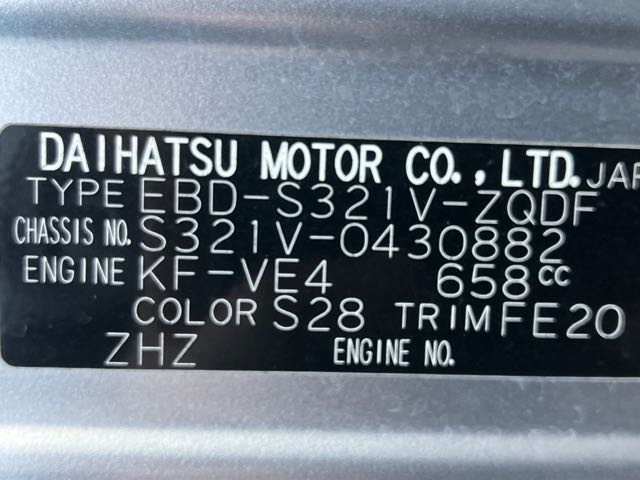 DAIHATSU MOTOR CO., LTD. JAP
TYPE EBD-S321V-ZQDF
CHASSIS NO. S321V-0430882
ENGINE KF-VE4 658cc
COLOR S28 TRIM FE20
ZHZ ENGINE NO.